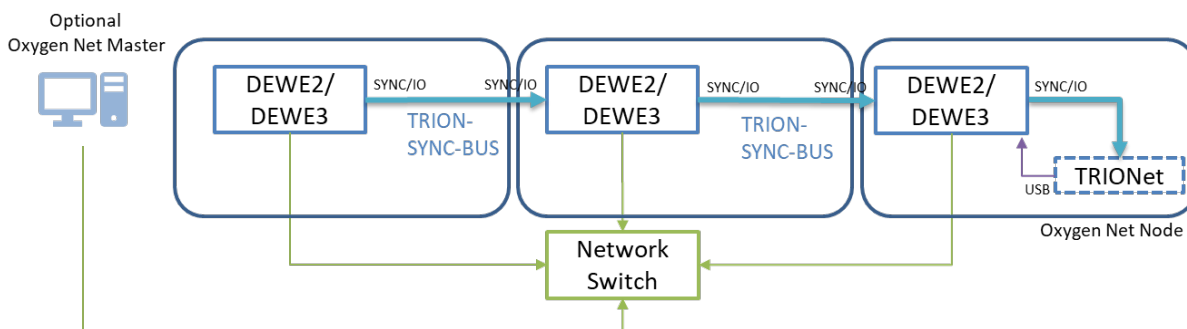 Optional
Oxygen Net Master
DEWE2/
DEWE3
SYNC/IO
SYNC/IO
TRION-
SYNC-BUS
DEWE2/
DEWE3
SYNC/IO
SYNC/IO
TRION-
SYNC-BUS
DEWE2/
DEWE3
SYNC/IO
TRIONet
USB
Oxygen Net Node
Network
Switch